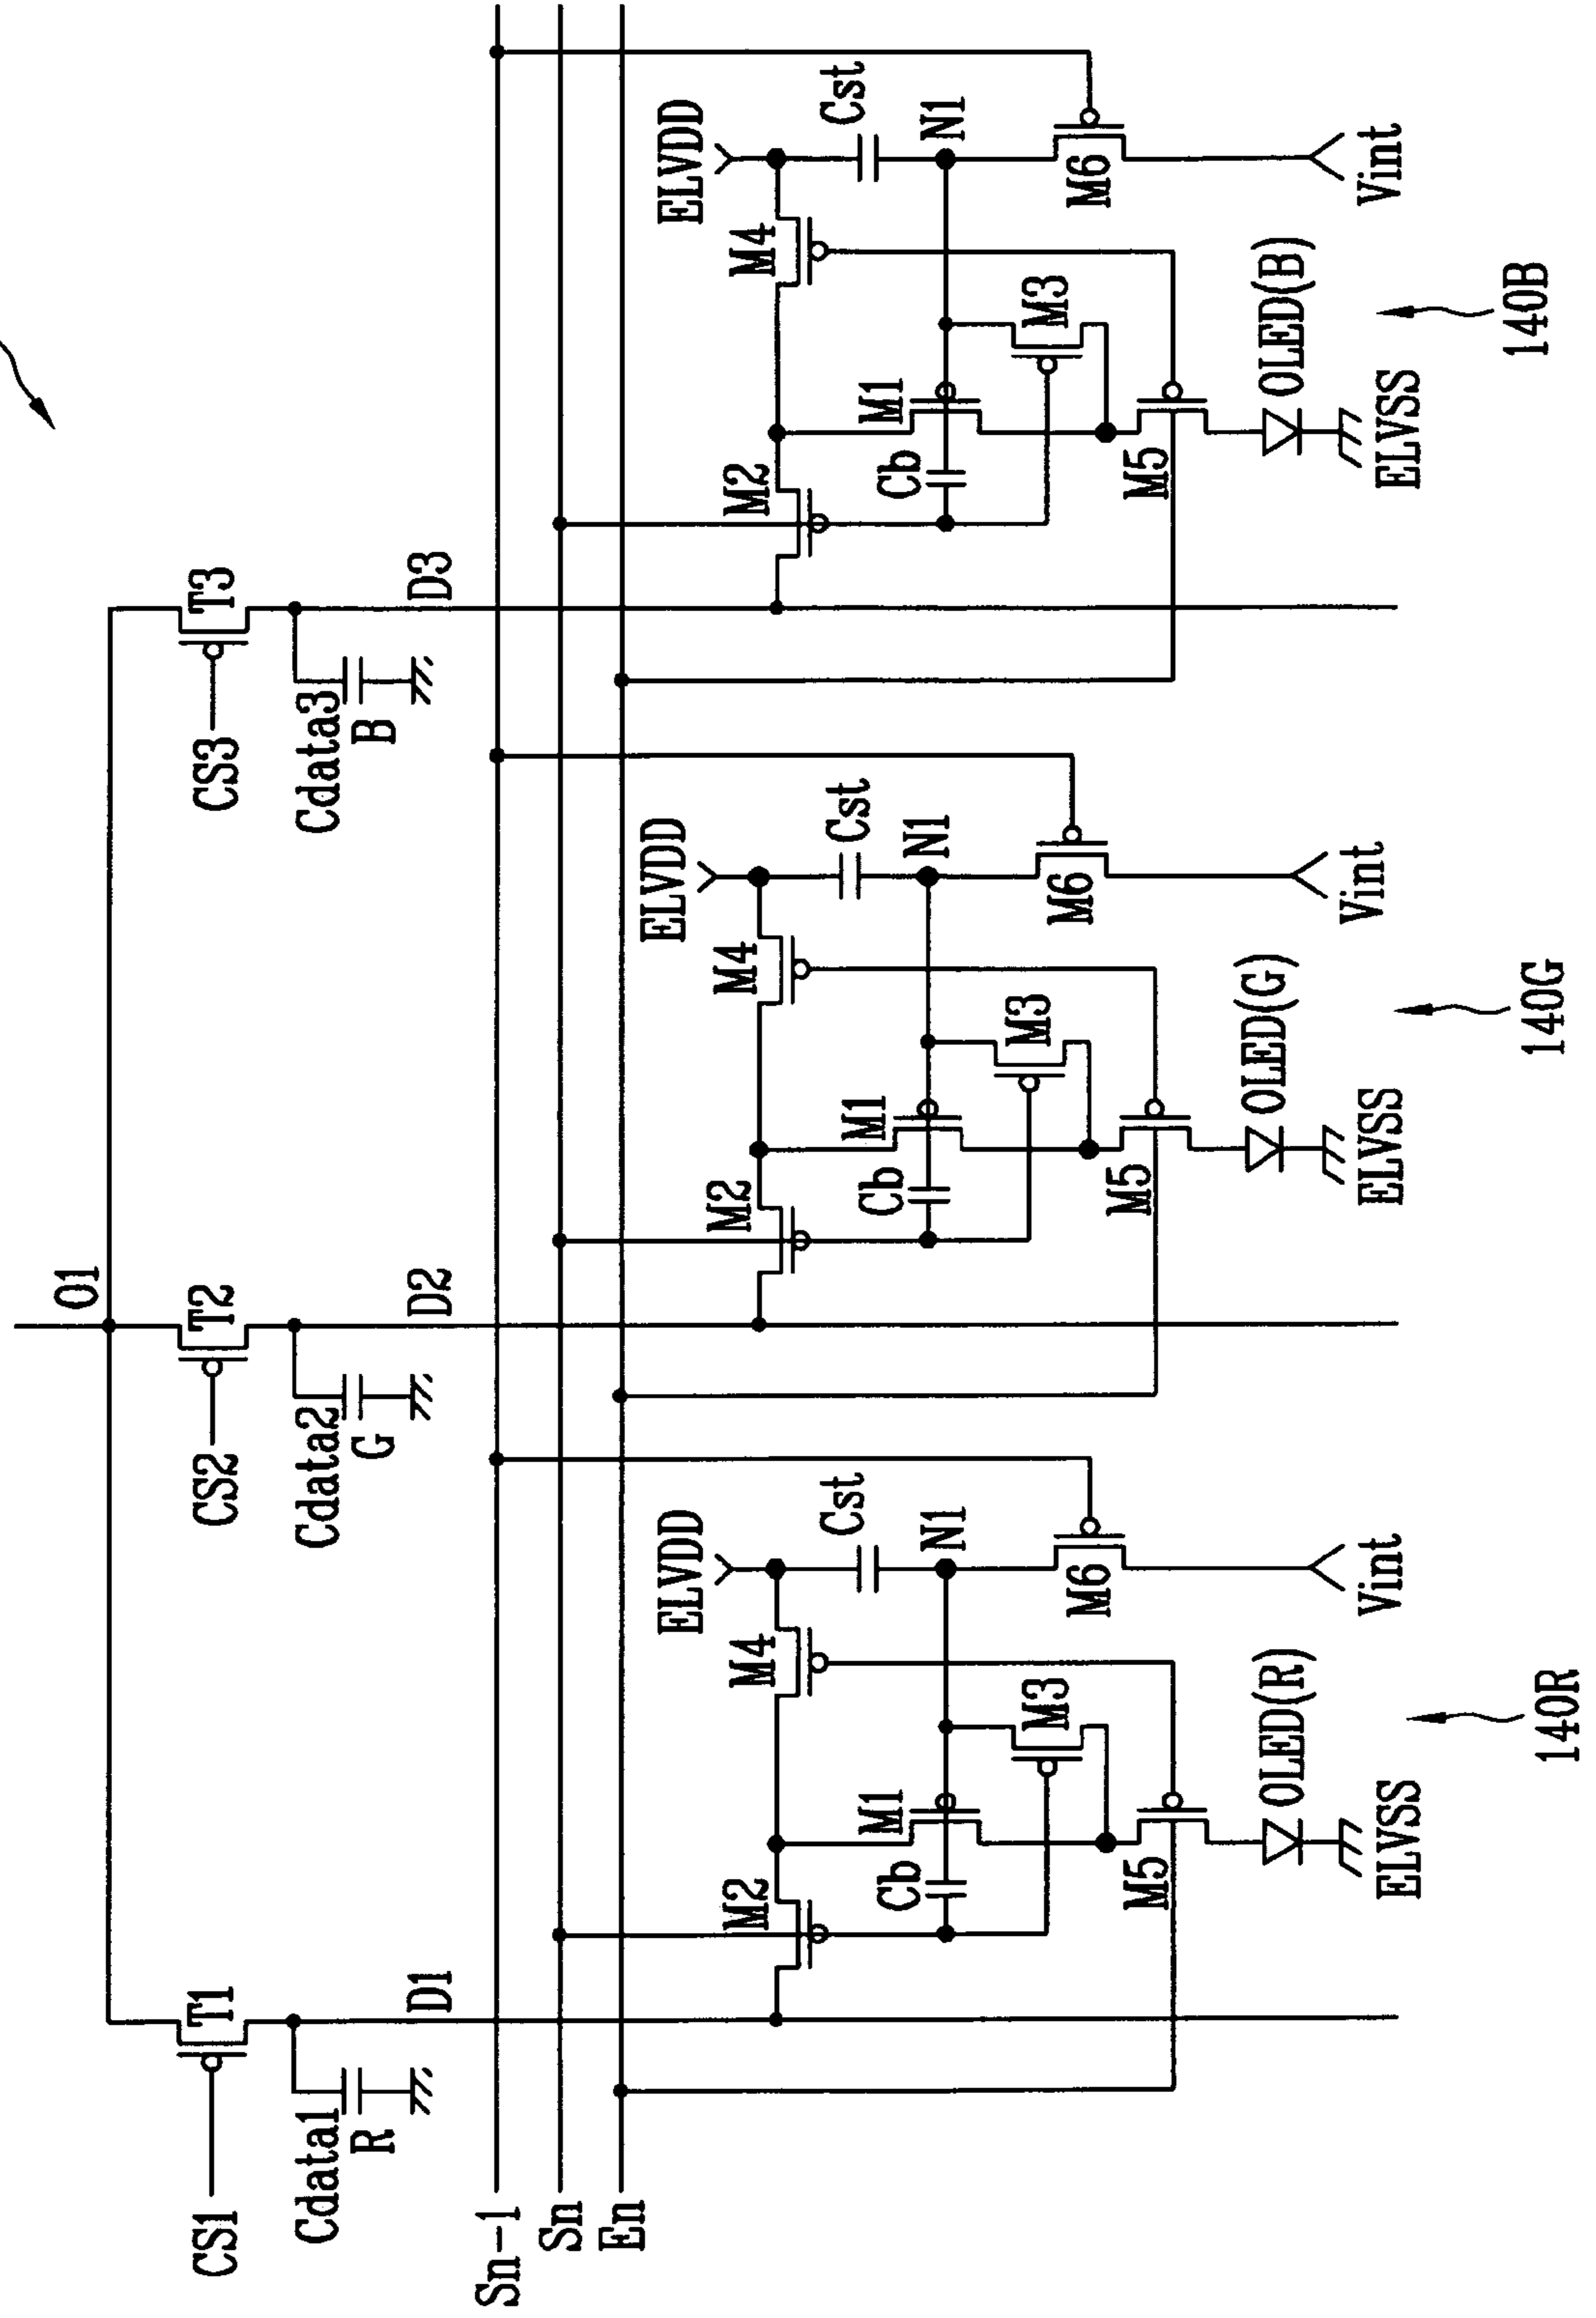 O1
CS1
T1
CS2
T2
CS3
T3
Cdata1
R
D1
Cdata2
G
D2
Cdata3
B
D3
Sn-1
Sn
En
ELVDD
M2
M4
Cst
M1
Cb
N1
M3
M6
M5
OLED(R)
ELVSS
Vint
140R
ELVDD
M2
M4
Cst
M1
Cb
N1
M3
M6
M5
OLED(G)
ELVSS
Vint
140G
ELVDD
M2
M4
Cst
M1
Cb
N1
M3
M6
M5
OLED(B)
ELVSS
Vint
140B